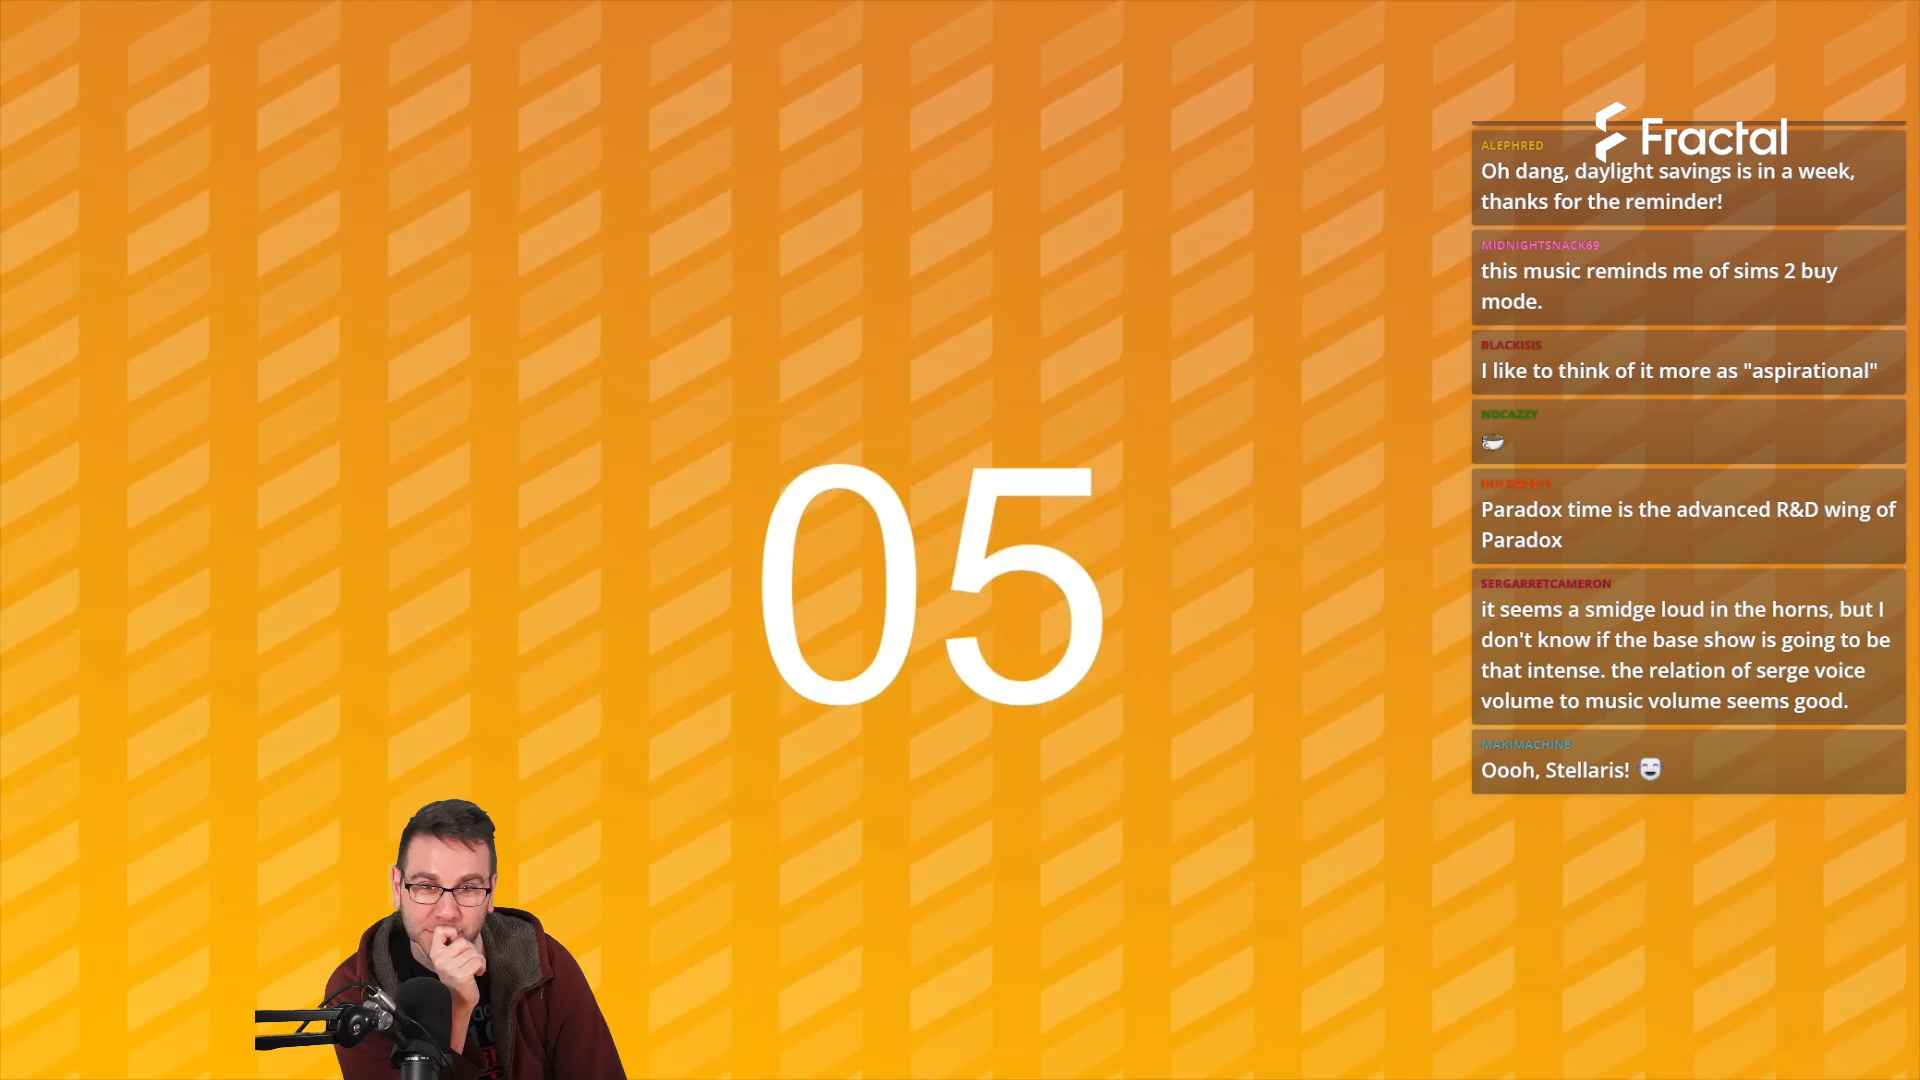 Fractal
ALEPHRED
Oh dang, daylight savings is in a week,
thanks for the reminder!
MIDNIGHTSNACK69
this music reminds me of sims 2 buy
mode.
BLACKISIS
I like to think of it more as "aspirational"
NDCAZZY
Paradox time is the advanced R&D wing of
Paradox
SERGARRETCAMERON
it seems a smidge loud in the horns, but I
don't know if the base show is going to be
that intense. the relation of serge voice
volume to music volume seems good.
MAKIMACHINE
Oooh, Stellaris!
05